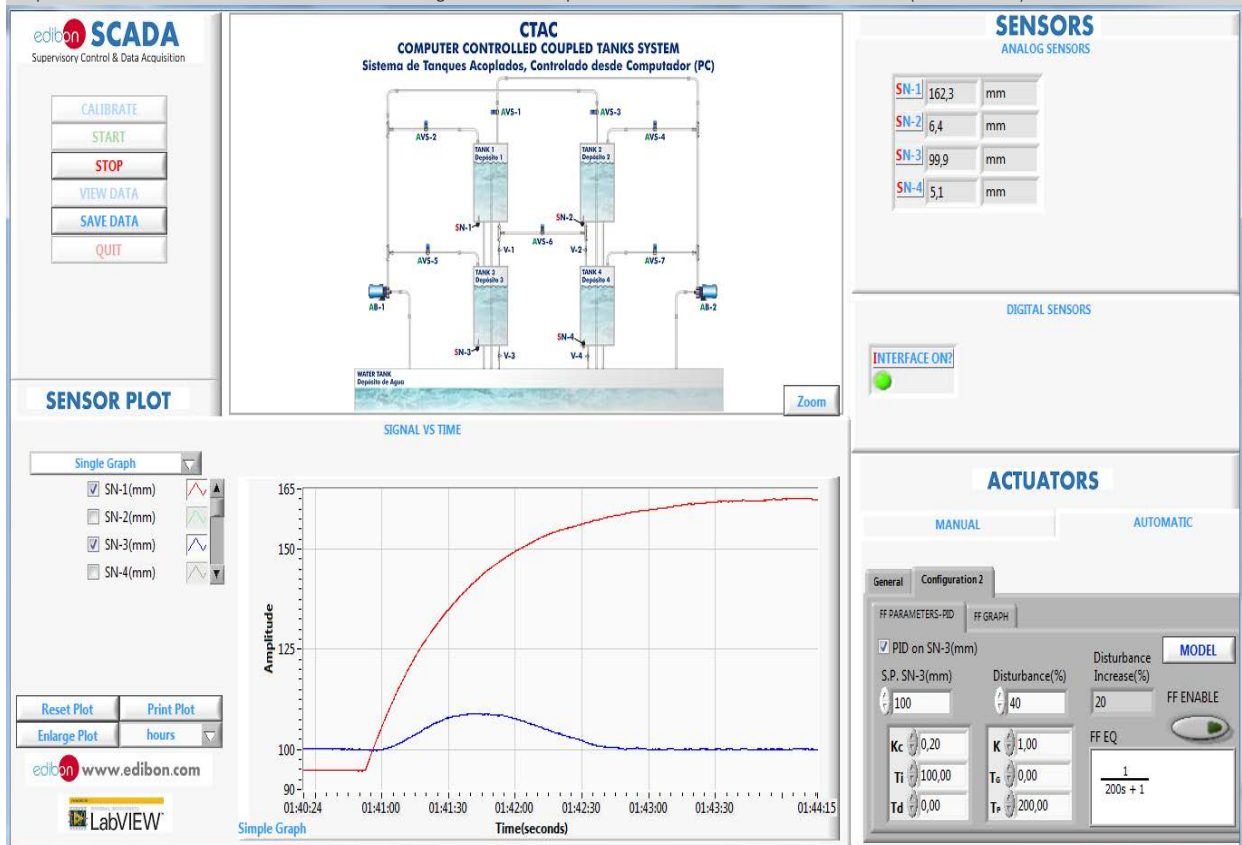 edibon SCADA
Supervisory Control & Data Acquisition
CALIBRATE
START
STOP
VIEW DATA
SAVE DATA
QUIT
CTAC
COMPUTER CONTROLLED COUPLED TANKS SYSTEM
Sistema de Tanques Acoplados, Controlado desde Computador (PC)
AVS-1
AVS-3
AVS-2
AVS-4
TANK 1
Depósito 1
TANK 2
Depósito 2
SN-1
SN-2
V-1
AVS-6
V-2
AVS-5
AVS-7
TANK 3
Depósito 3
TANK 4
Depósito 4
AB-1
AB-2
SN-3
V-3
SN-4
V-4
WATER TANK
Depósito de Agua
Zoom
SENSORS
ANALOG SENSORS
SN-1 162,3 mm
SN-2 6,4 mm
SN-3 99,9 mm
SN-4 5,1 mm
DIGITAL SENSORS
INTERFACE ON?
SENSOR PLOT
SIGNAL VS TIME
Single Graph
SN-1(mm)
SN-2(mm)
SN-3(mm)
SN-4(mm)
Reset Plot Print Plot
Enlarge Plot hours
edibon www.edibon.com
LabVIEW
Amplitude
165
150
125
100
90
01:40:24 01:41:00 01:41:30 01:42:00 01:42:30 01:43:00 01:43:30 01:44:15
Simple Graph
Time(seconds)
ACTUATORS
MANUAL AUTOMATIC
General Configuration 2
FF PARAMETERS-PID FF GRAPH
PID on SN-3(mm)
MODEL
S.P. SN-3(mm) Disturbance(%) Disturbance Increase(%)
100 40 20
FF ENABLE
Kc 0,20 K 1,00
Ti 100,00 TG 0,00
Td 0,00 TP 200,00
FF EQ
1
200s + 1